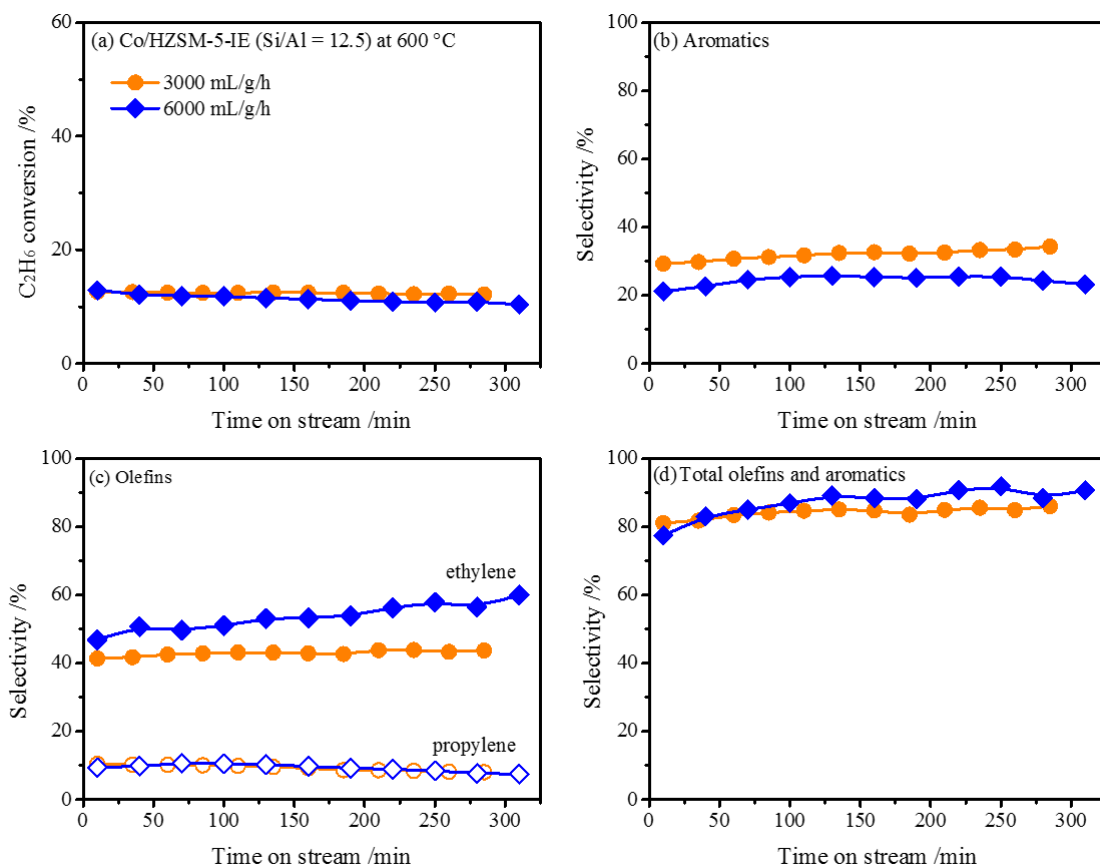 (a) Co/HZSM-5-IE (Si/Al = 12.5) at 600 °C
3000 mL/g/h
6000 mL/g/h
C₂H₆ conversion /%
60
40
20
0
0 50 100 150 200 250 300
Time on stream /min
(b) Aromatics
Selectivity /%
100
80
60
40
20
0
0 50 100 150 200 250 300
Time on stream /min
(c) Olefins
ethylene
propylene
Selectivity /%
100
80
60
40
20
0
0 50 100 150 200 250 300
Time on stream /min
(d) Total olefins and aromatics
Selectivity /%
100
80
60
40
20
0
0 50 100 150 200 250 300
Time on stream /min